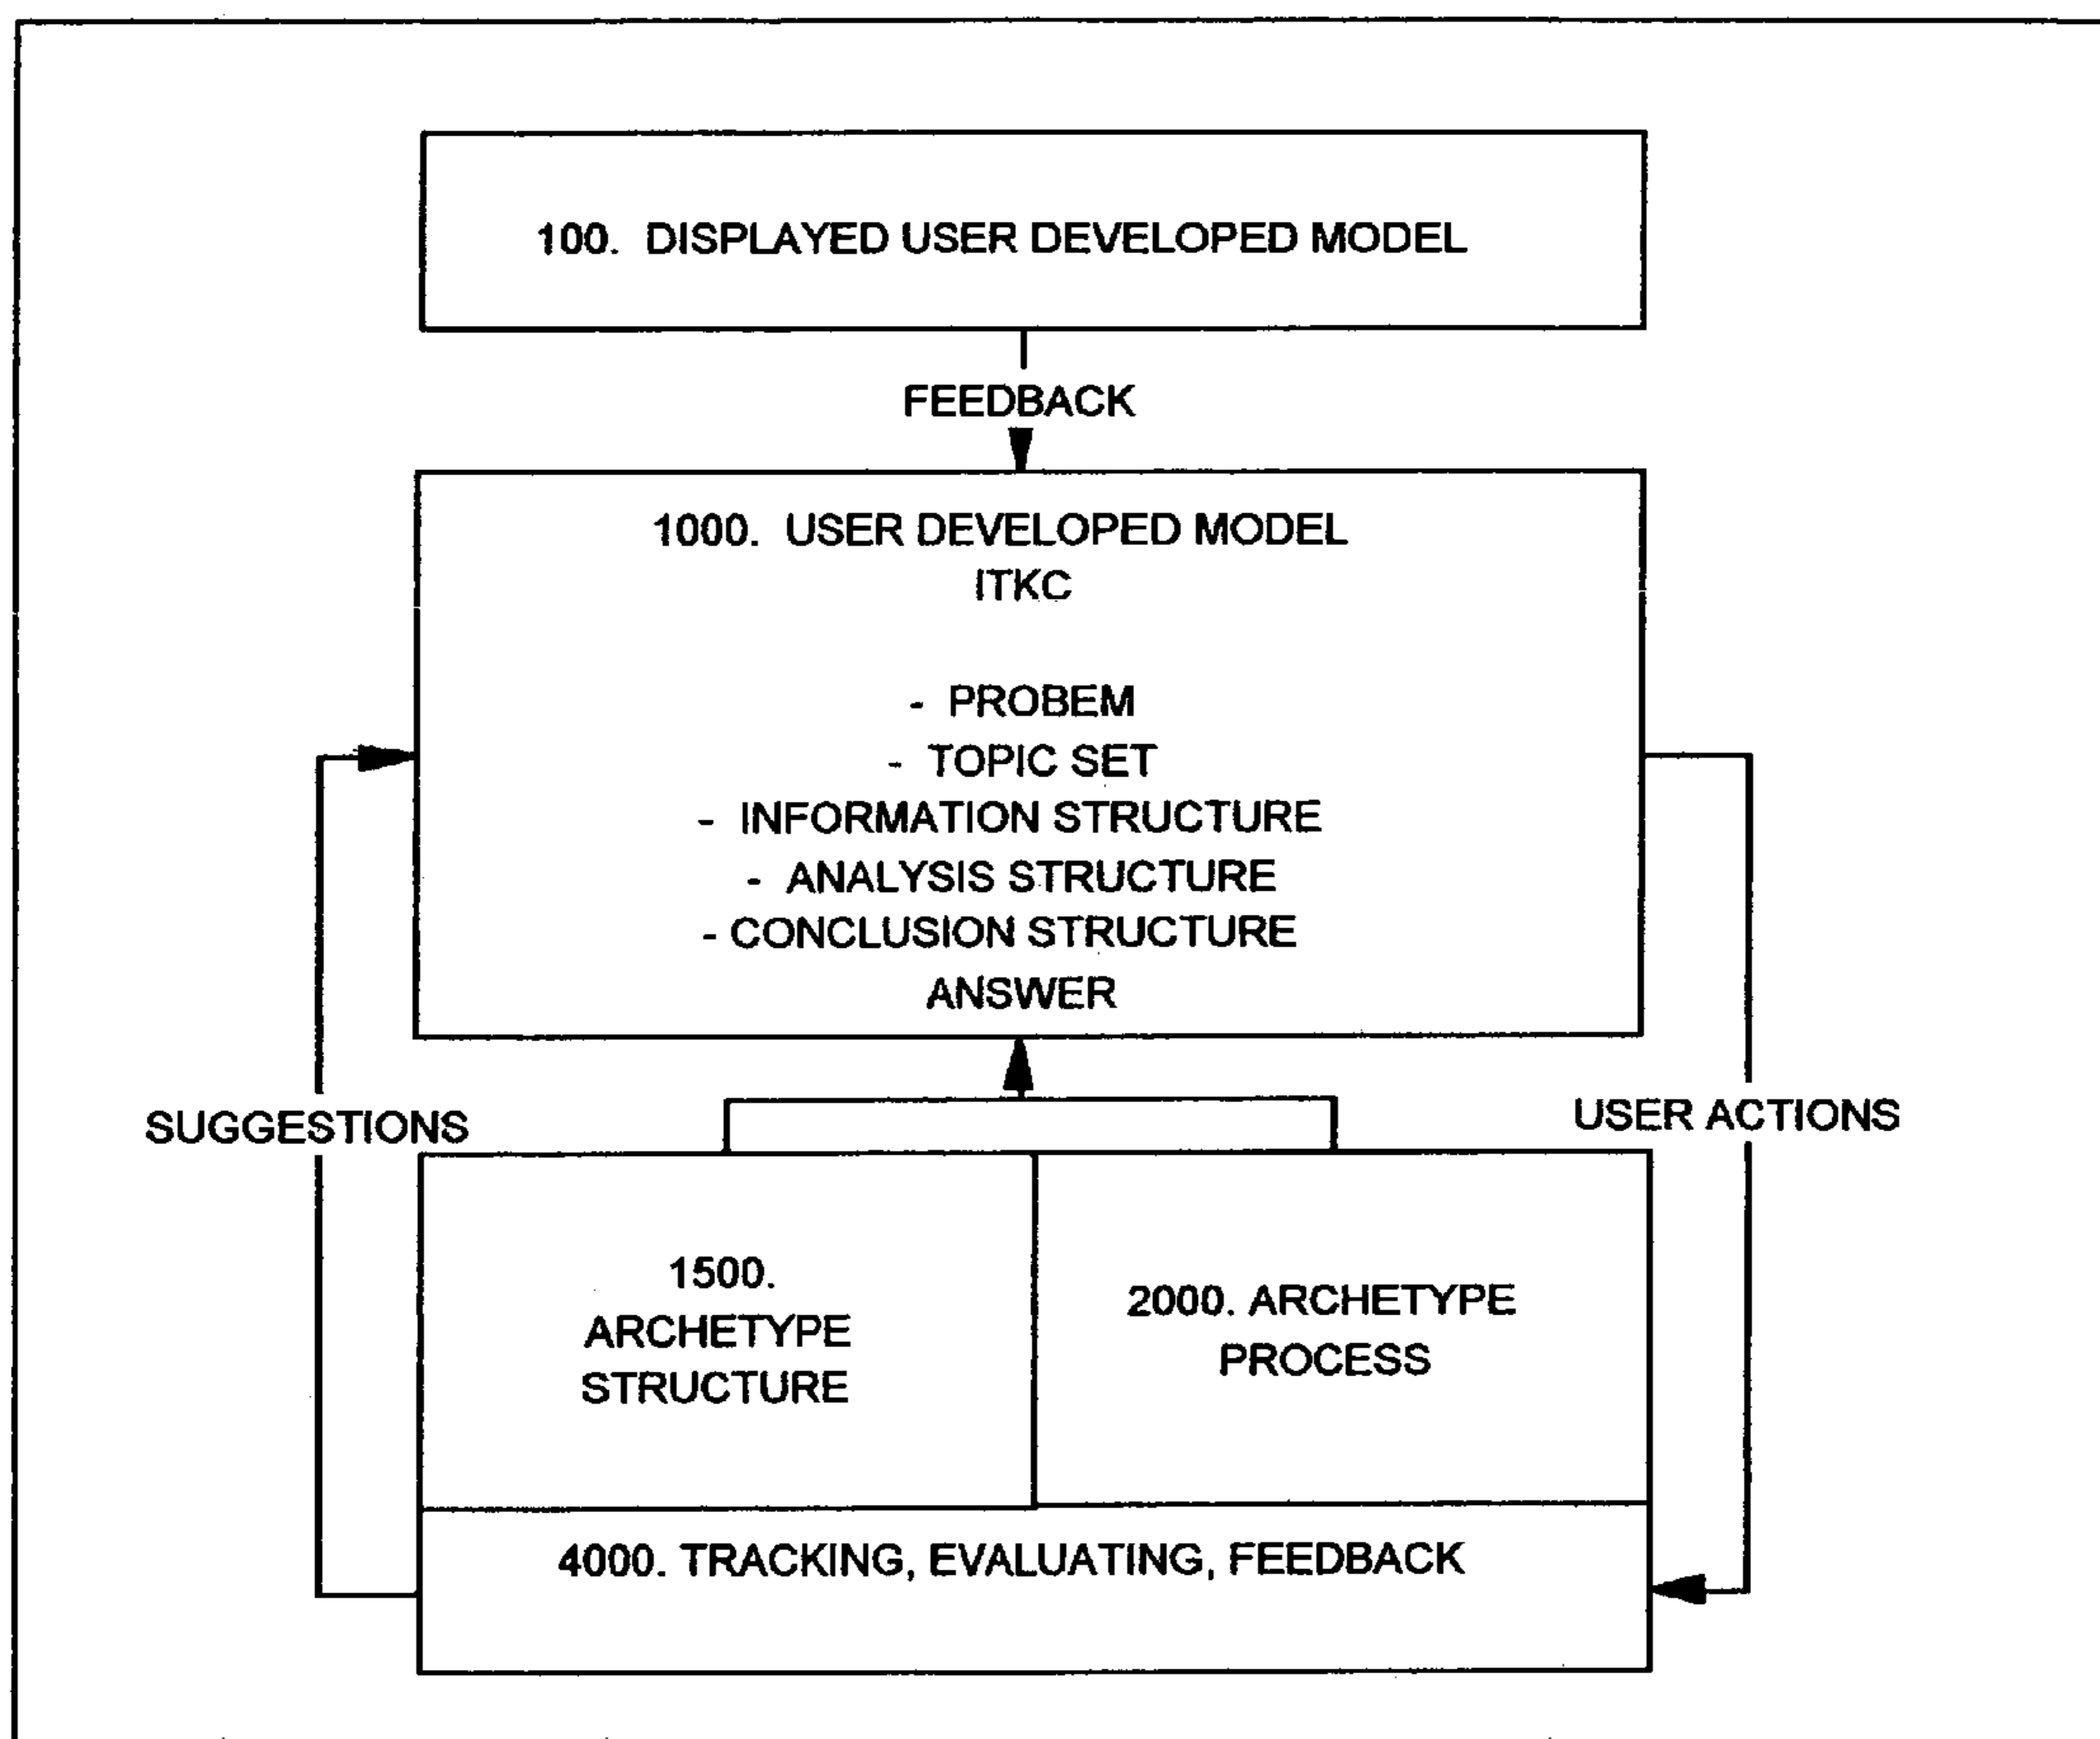 100. DISPLAYED USER DEVELOPED MODEL
FEEDBACK
1000. USER DEVELOPED MODEL
ITKC
- PROBEM
- TOPIC SET
- INFORMATION STRUCTURE
- ANALYSIS STRUCTURE
- CONCLUSION STRUCTURE
ANSWER
SUGGESTIONS
USER ACTIONS
1500.
ARCHETYPE
STRUCTURE
2000. ARCHETYPE
PROCESS
4000. TRACKING, EVALUATING, FEEDBACK